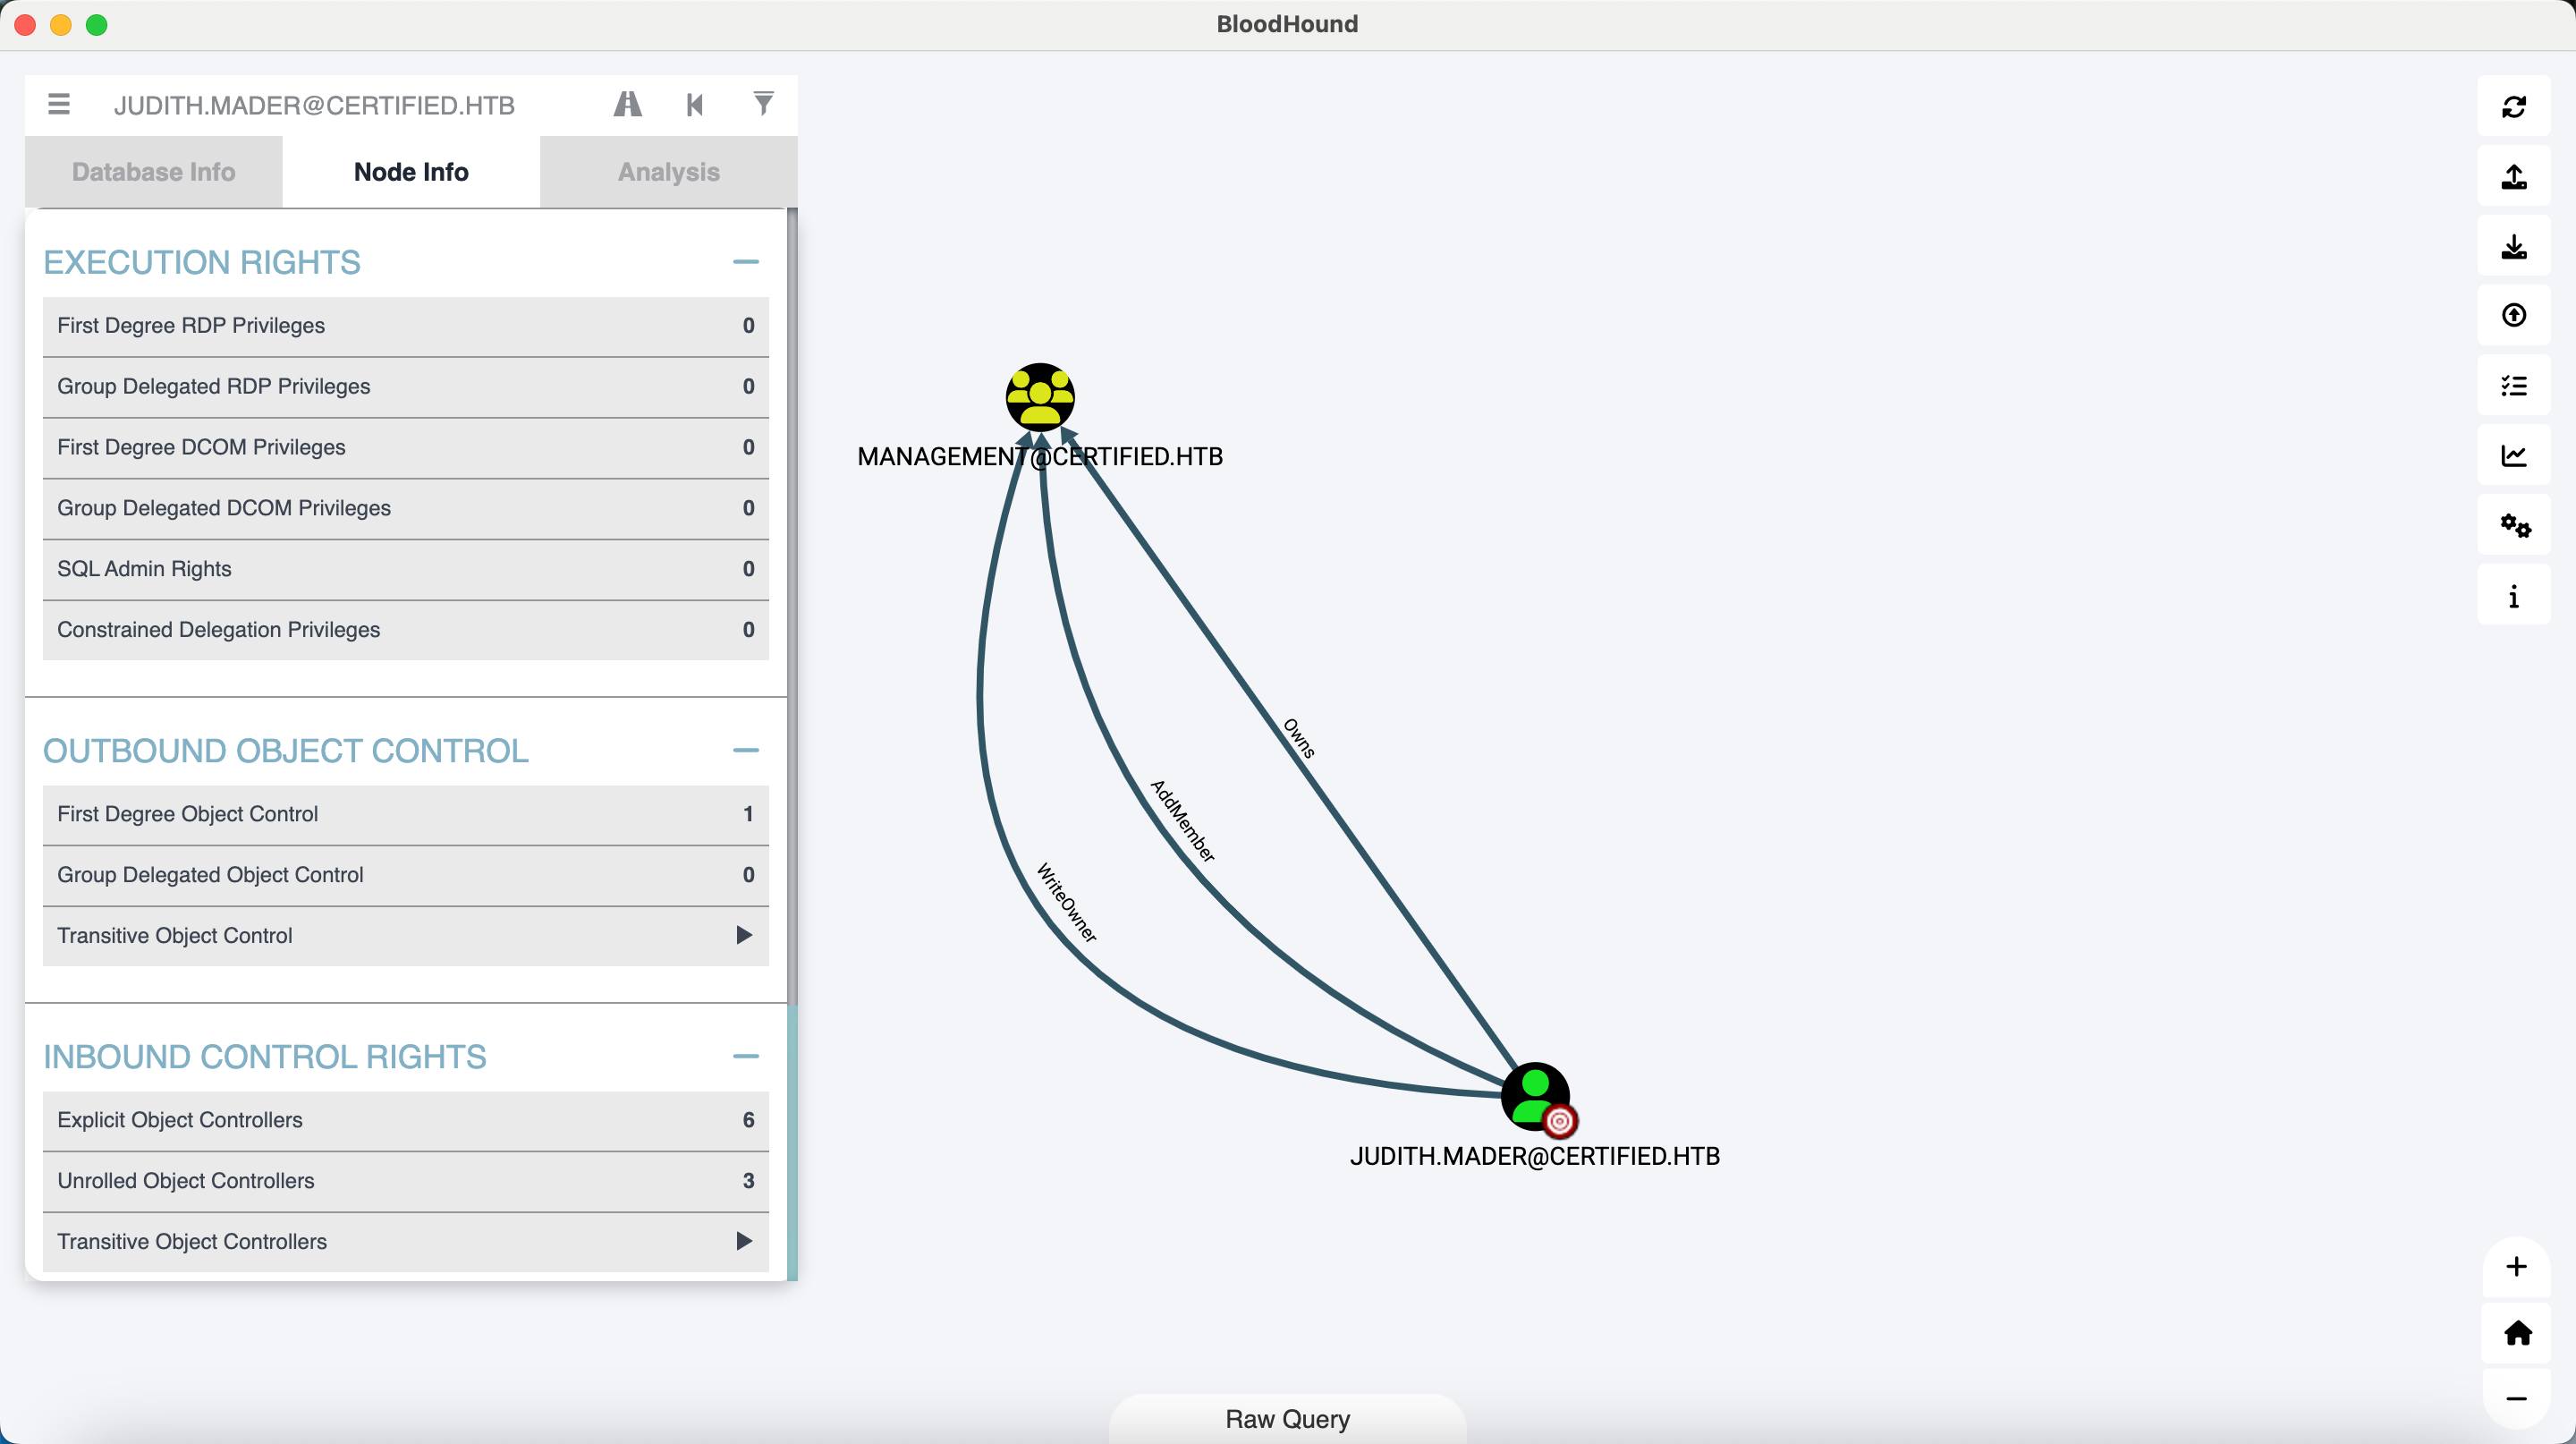 BloodHound
JUDITH.MADER@CERTIFIED.HTB
Database Info
Node Info
Analysis
EXECUTION RIGHTS
First Degree RDP Privileges 0
Group Delegated RDP Privileges 0
First Degree DCOM Privileges 0
Group Delegated DCOM Privileges 0
SQL Admin Rights 0
Constrained Delegation Privileges 0
OUTBOUND OBJECT CONTROL
First Degree Object Control 1
Group Delegated Object Control 0
Transitive Object Control
INBOUND CONTROL RIGHTS
Explicit Object Controllers 6
Unrolled Object Controllers 3
Transitive Object Controllers
MANAGEMENT@CERTIFIED.HTB
Owns
AddMember
WriteOwner
JUDITH.MADER@CERTIFIED.HTB
Raw Query